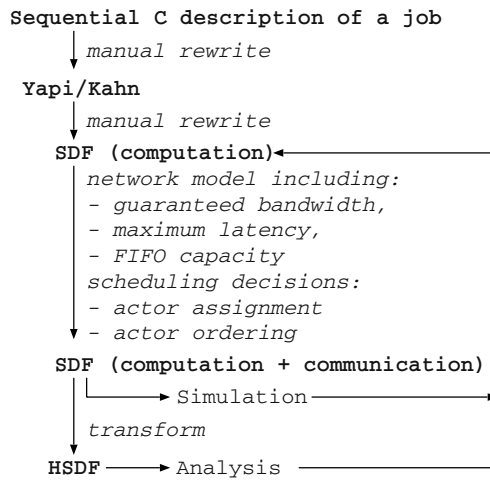 Sequential C description of a job
manual rewrite
Yapi/Kahn
manual rewrite
SDF (computation)
network model including:
- guaranteed bandwidth,
- maximum latency,
- FIFO capacity
scheduling decisions:
- actor assignment
- actor ordering
SDF (computation + communication)
Simulation
transform
HSDF Analysis